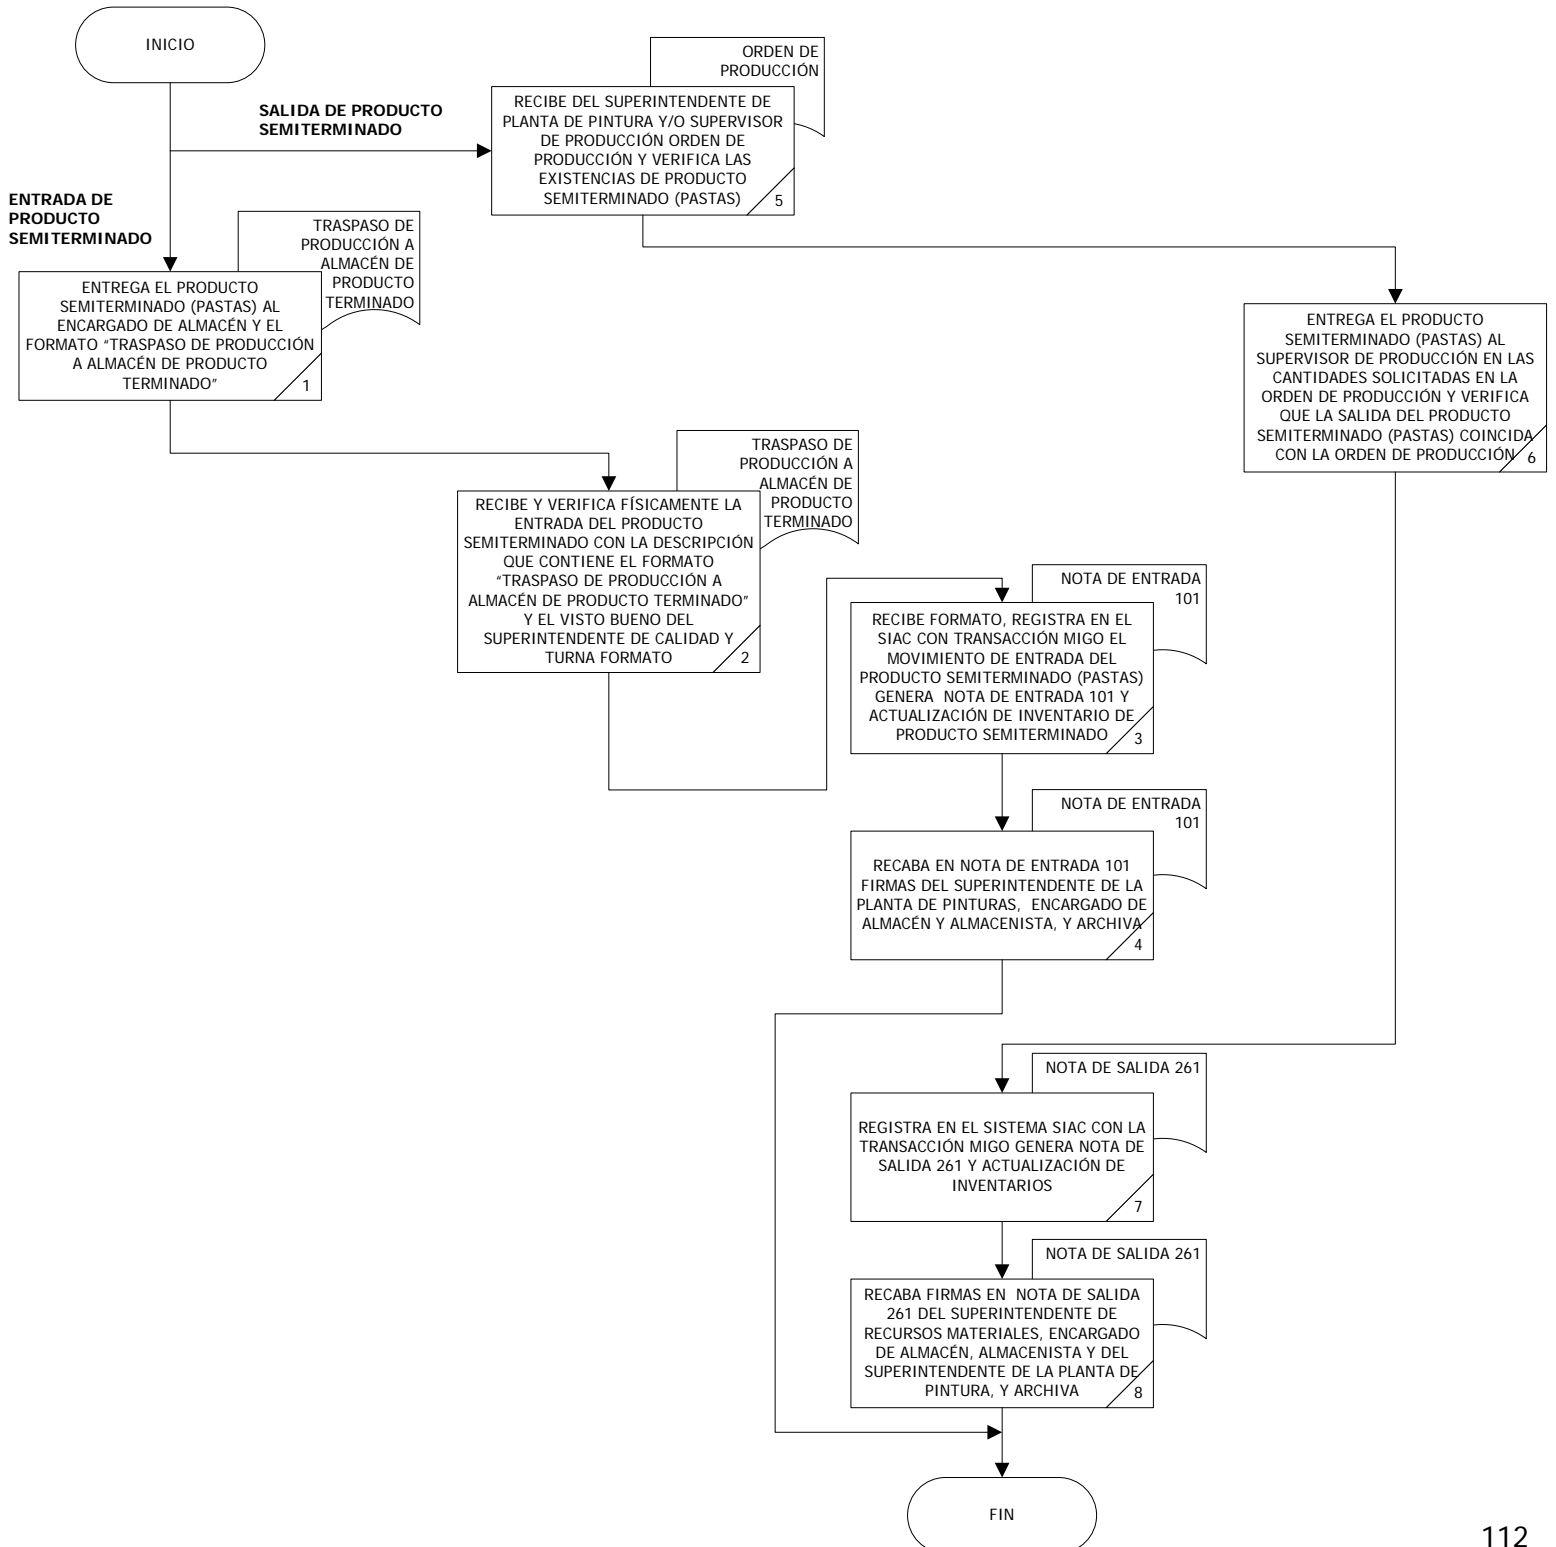 INICIO
SALIDA DE PRODUCTO
SEMITERMINADO
ORDEN DE
PRODUCCIÓN
RECIBE DEL SUPERINTENDENTE DE
PLANTA DE PINTURA Y/O SUPERVISOR
DE PRODUCCIÓN ORDEN DE
PRODUCCIÓN Y VERIFICA LAS
EXISTENCIAS DE PRODUCTO
SEMITERMINADO (PASTAS)
5
ENTRADA DE
PRODUCTO
SEMITERMINADO
TRASPASO DE
PRODUCCIÓN A
ALMACÉN DE
PRODUCTO
TERMINADO
ENTREGA EL PRODUCTO
SEMITERMINADO (PASTAS) AL
ENCARGADO DE ALMACÉN Y EL
FORMATO "TRASPASO DE PRODUCCIÓN
A ALMACÉN DE PRODUCTO
TERMINADO"
1
ENTREGA EL PRODUCTO
SEMITERMINADO (PASTAS) AL
SUPERVISOR DE PRODUCCIÓN EN LAS
CANTIDADES SOLICITADAS EN LA
ORDEN DE PRODUCCIÓN Y VERIFICA
QUE LA SALIDA DEL PRODUCTO
SEMITERMINADO (PASTAS) COINCIDA
CON LA ORDEN DE PRODUCCIÓN
6
TRASPASO DE
PRODUCCIÓN A
ALMACÉN DE
PRODUCTO
TERMINADO
RECIBE Y VERIFICA FÍSICAMENTE LA
ENTRADA DEL PRODUCTO
SEMITERMINADO CON LA DESCRIPCIÓN
QUE CONTIENE EL FORMATO
"TRASPASO DE PRODUCCIÓN A
ALMACÉN DE PRODUCTO TERMINADO"
Y EL VISTO BUENO DEL
SUPERINTENDENTE DE CALIDAD Y
TURNA FORMATO
2
NOTA DE ENTRADA
101
RECIBE FORMATO, REGISTRA EN EL
SIAC CON TRANSACCIÓN MIGO EL
MOVIMIENTO DE ENTRADA DEL
PRODUCTO SEMITERMINADO (PASTAS)
GENERA NOTA DE ENTRADA 101 Y
ACTUALIZACIÓN DE INVENTARIO DE
PRODUCTO SEMITERMINADO
3
NOTA DE ENTRADA
101
RECABA EN NOTA DE ENTRADA 101
FIRMAS DEL SUPERINTENDENTE DE LA
PLANTA DE PINTURAS, ENCARGADO DE
ALMACÉN Y ALMACENISTA, Y ARCHIVA
4
NOTA DE SALIDA 261
REGISTRA EN EL SISTEMA SIAC CON LA
TRANSACCIÓN MIGO GENERA NOTA DE
SALIDA 261 Y ACTUALIZACIÓN DE
INVENTARIOS
7
NOTA DE SALIDA 261
RECABA FIRMAS EN NOTA DE SALIDA
261 DEL SUPERINTENDENTE DE
RECURSOS MATERIALES, ENCARGADO
DE ALMACÉN, ALMACENISTA Y DEL
SUPERINTENDENTE DE LA PLANTA DE
PINTURA, Y ARCHIVA
8
FIN
112